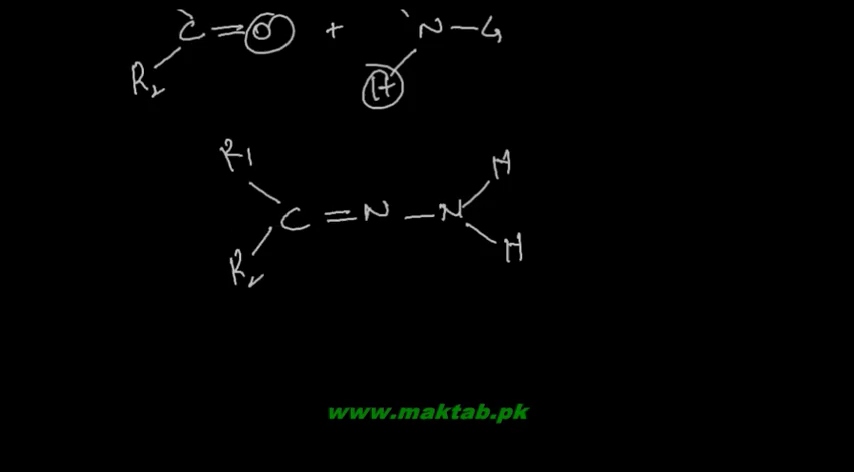 C = O + N – G
R2 H
R1 H
C = N – N
R2 H
www.maktab.pk